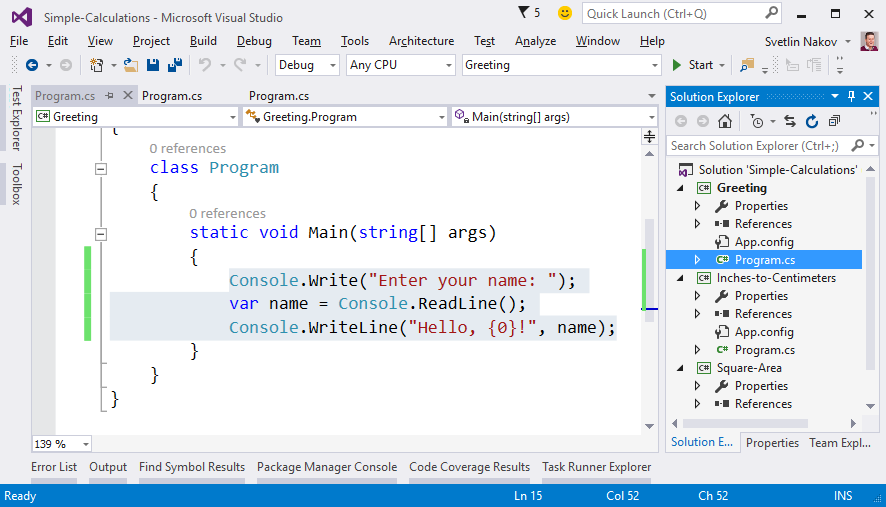 Simple-Calculations - Microsoft Visual Studio
5
Quick Launch (Ctrl+Q)
File Edit View Project Build Debug Team Tools Architecture Test Analyze Window Help
Svetlin Nakov
Debug Any CPU Greeting Start
Test Explorer
Toolbox
Program.cs Program.cs Program.cs
C# Greeting Greeting.Program Main(string[] args)
{
0 references
class Program
{
0 references
static void Main(string[] args)
{
Console.Write("Enter your name: ");
var name = Console.ReadLine();
Console.WriteLine("Hello, {0}!", name);
}
}
}
139 %
Solution Explorer
Search Solution Explorer (Ctrl+;)
Solution 'Simple-Calculations'
C# Greeting
Properties
References
App.config
C# Program.cs
C# Inches-to-Centimeters
Properties
References
App.config
C# Program.cs
C# Square-Area
Properties
References
Solution E... Properties Team Expl...
Error List Output Find Symbol Results Package Manager Console Code Coverage Results Task Runner Explorer
Ready Ln 15 Col 52 Ch 52 INS